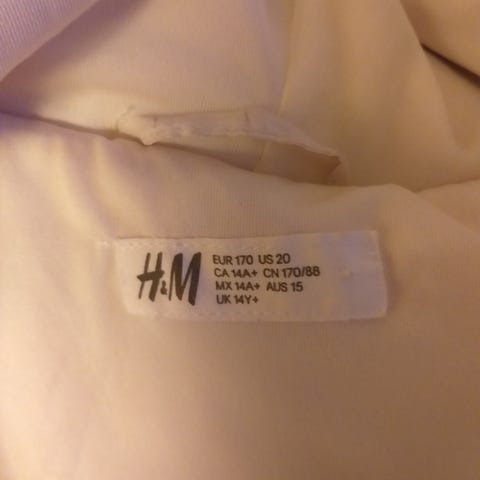 H&M
EUR 170 US 20
CA 14A+ CN 170/88
MX 14A+ AUS 15
UK 14Y+